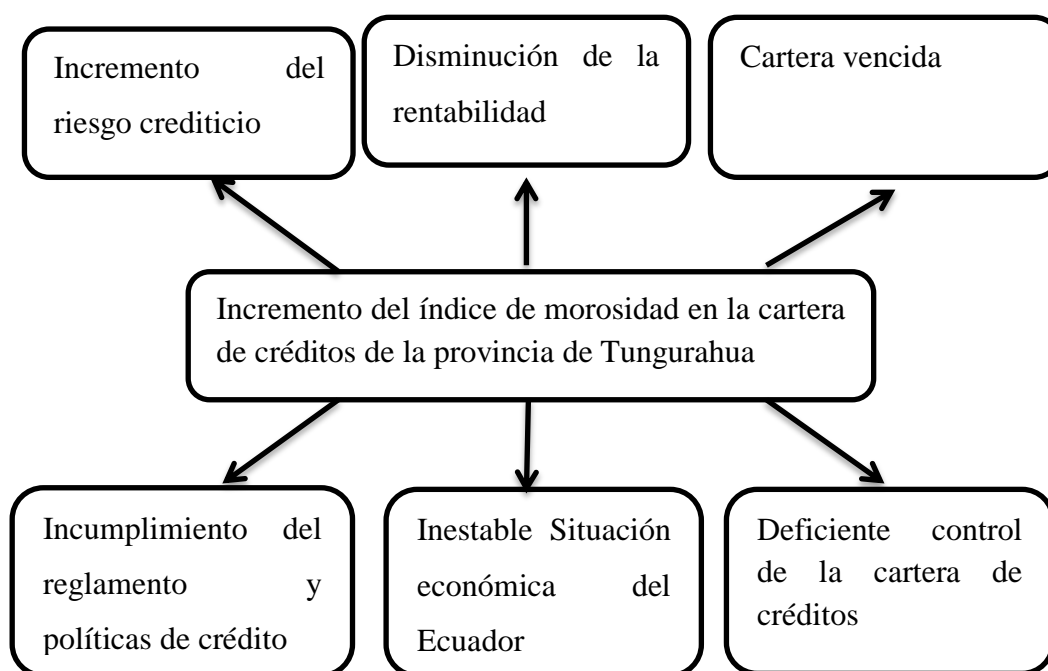 Incremento del
riesgo crediticio
Disminución de la
rentabilidad
Cartera vencida
Incremento del índice de morosidad en la cartera
de créditos de la provincia de Tungurahua
Incumplimiento del
reglamento y
políticas de crédito
Inestable Situación
económica del
Ecuador
Deficiente control
de la cartera de
créditos